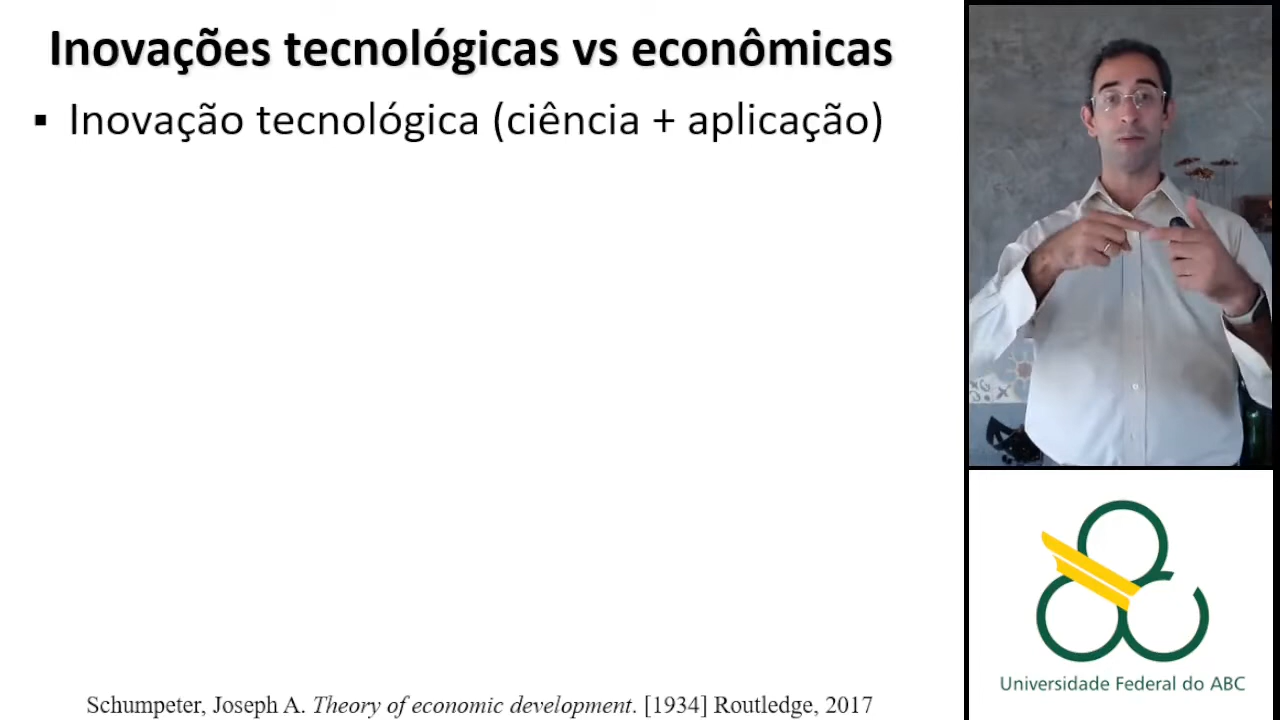 Inovações tecnológicas vs econômicas
▪ Inovação tecnológica (ciência + aplicação)
Schumpeter, Joseph A. Theory of economic development. [1934] Routledge, 2017
Universidade Federal do ABC